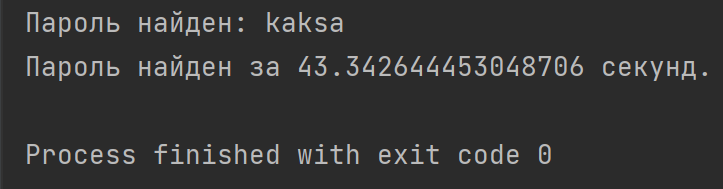 Пароль найден: kaksa
Пароль найден за 43.342644453048706 секунд.
Process finished with exit code 0